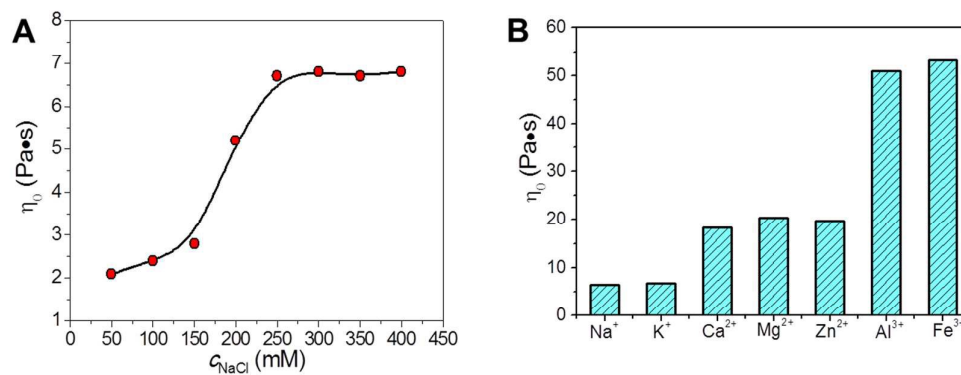 A
8
7
6
5
4
3
2
1
η₀ (Pa•s)
0 50 100 150 200 250 300 350 400 450
cNaCl (mM)
B
60
50
40
30
20
10
0
η₀ (Pa•s)
Na⁺ K⁺ Ca²⁺ Mg²⁺ Zn²⁺ Al³⁺ Fe³⁺